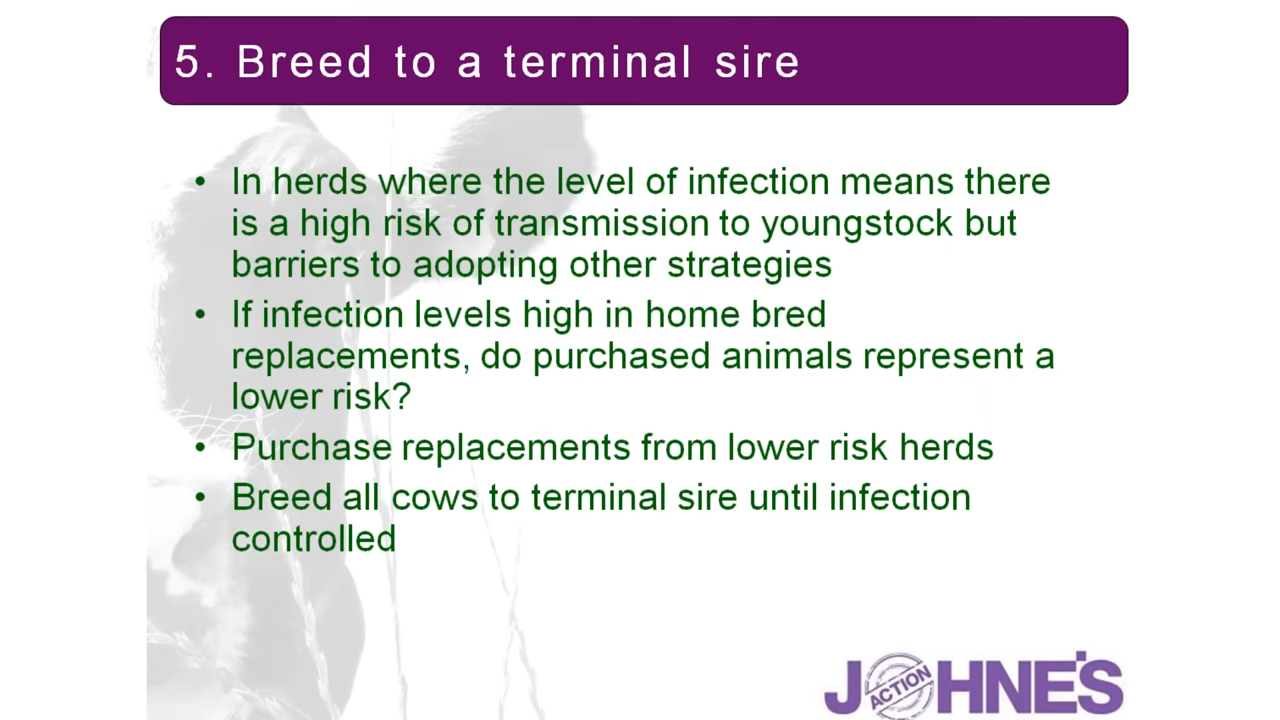 5. Breed to a terminal sire
• In herds where the level of infection means there
is a high risk of transmission to youngstock but
barriers to adopting other strategies
• If infection levels high in home bred
replacements, do purchased animals represent a
lower risk?
• Purchase replacements from lower risk herds
• Breed all cows to terminal sire until infection
controlled
JOHNE'S
ACTION